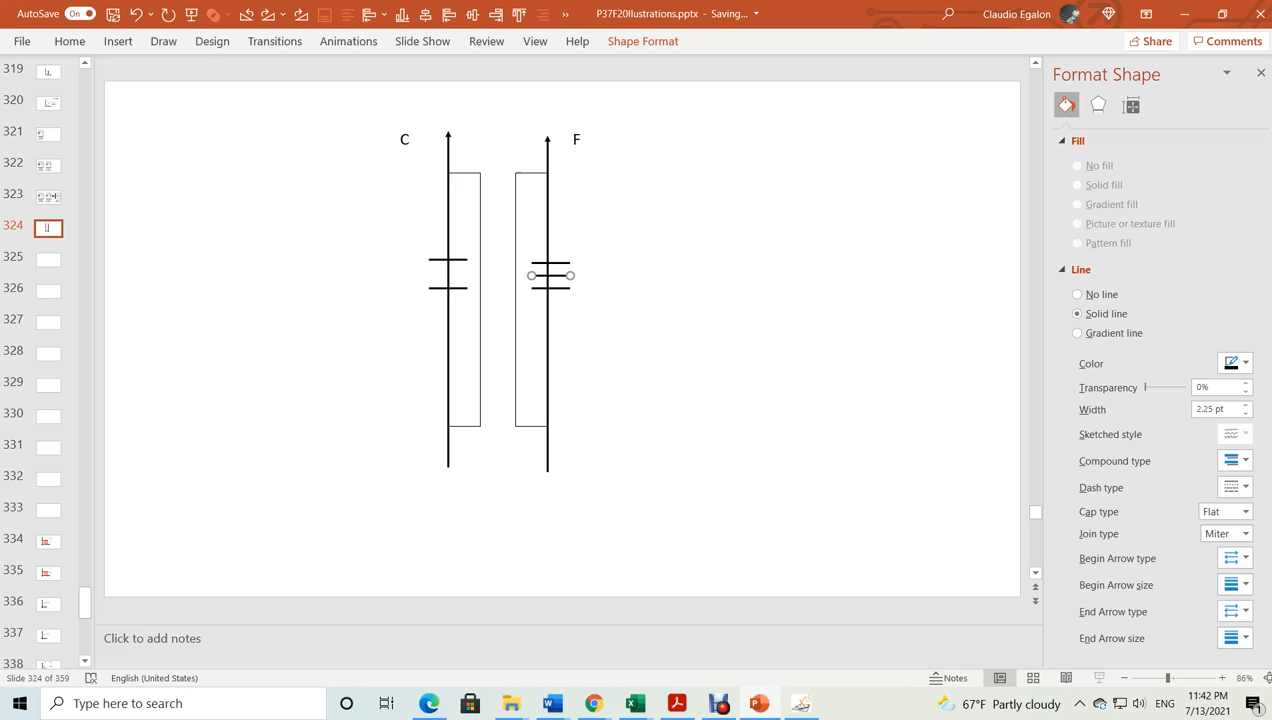 AutoSave On P37F20Ilustrations.pptx - Saving... Claudio Egalon
File Home Insert Draw Design Transitions Animations Slide Show Review View Help Shape Format Share Comments
319
320
321
322
323
324
325
326
327
328
329
330
331
332
333
334
335
336
337
338
C F
Format Shape
Fill
No fill
Solid fill
Gradient fill
Picture or texture fill
Pattern fill
Line
No line
Solid line
Gradient line
Color
Transparency 0%
Width 2.25 pt
Sketched style
Compound type
Dash type
Cap type Flat
Join type Miter
Begin Arrow type
Begin Arrow size
End Arrow type
End Arrow size
Click to add notes
Slide 324 of 359 English (United States) Notes 86%
Type here to search 67°F Partly cloudy ENG 11:42 PM
7/13/2021